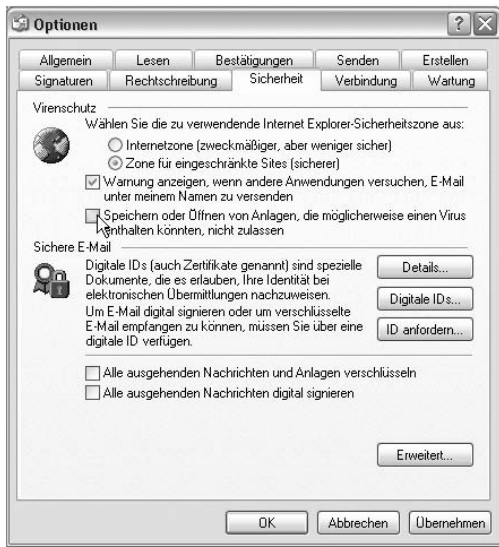 Optionen
Allgemein Lesen Bestätigungen Senden Erstellen
Signaturen Rechtschreibung Sicherheit Verbindung Wartung
Virenschutz
Wählen Sie die zu verwendende Internet Explorer-Sicherheitszone aus:
Internetzone (zweckmäßiger, aber weniger sicher)
Zone für eingeschränkte Sites (sicherer)
Warnung anzeigen, wenn andere Anwendungen versuchen, E-Mail
unter meinem Namen zu versenden
Speichern oder Öffnen von Anlagen, die möglicherweise einen Virus
enthalten könnten, nicht zulassen
Sichere E-Mail
Digitale IDs (auch Zertifikate genannt) sind spezielle
Dokumente, die es erlauben, Ihre Identität bei
elektronischen Übermittlungen nachzuweisen.
Details...
Um E-Mail digital signieren oder um verschlüsselte
E-Mail empfangen zu können, müssen Sie über eine
digitale ID verfügen.
Digitale IDs...
ID anfordern...
Alle ausgehenden Nachrichten und Anlagen verschlüsseln
Alle ausgehenden Nachrichten digital signieren
Erweitert...
OK Abbrechen Übernehmen